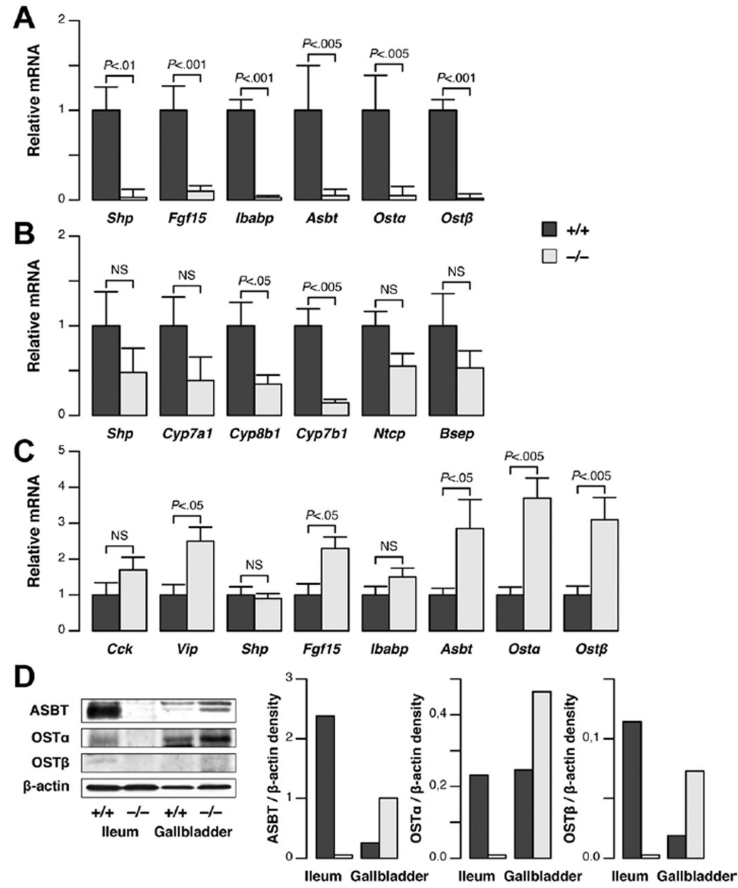 A
Relative mRNA
2
1
0
P<.01 P<.001 P<.001 P<.005 P<.005 P<.001
Shp Fgf15 Ibabp Asbt Ostα Ostβ
+/+
−/−
B
Relative mRNA
2
1
0
NS NS P<.05 P<.005 NS NS
Shp Cyp7a1 Cyp8b1 Cyp7b1 Ntcp Bsep
C
Relative mRNA
5
4
3
2
1
0
NS P<.05 NS P<.05 NS P<.05 P<.005 P<.005
Cck Vip Shp Fgf15 Ibabp Asbt Ostα Ostβ
D
ASBT
OSTα
OSTβ
β-actin
+/+ −/− +/+ −/−
Ileum Gallbladder
ASBT / β-actin density
3
2
1
0
Ileum Gallbladder
OSTα / β-actin density
0,4
0,2
0,0
Ileum Gallbladder
OSTβ / β-actin density
0,1
0,0
Ileum Gallbladder